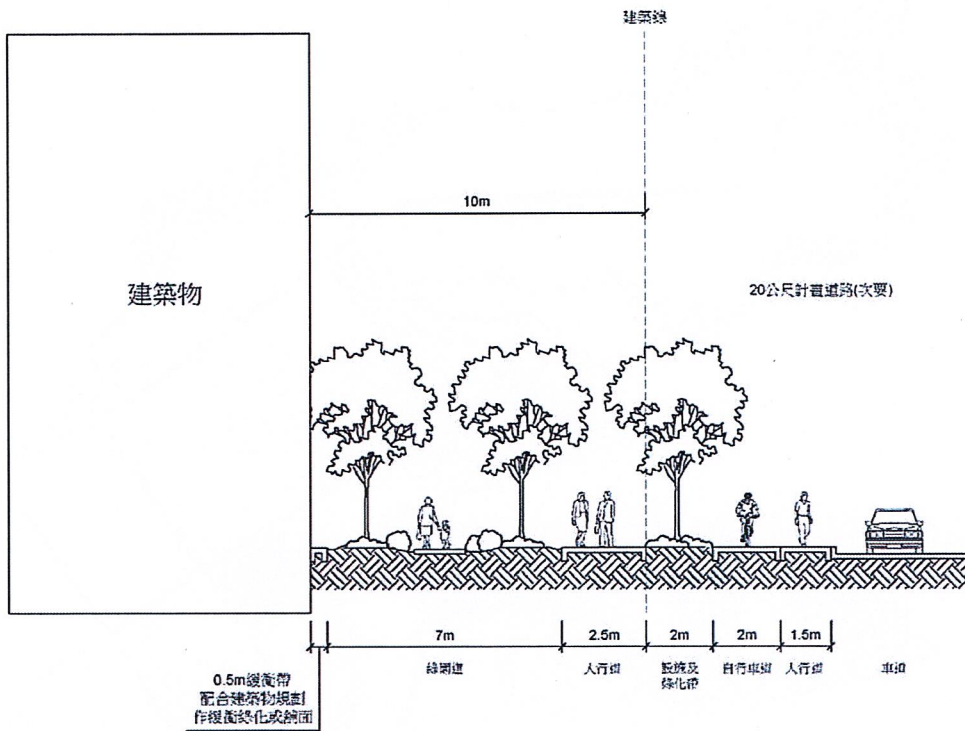 建築線
10m
建築物
20公尺計畫道路(次要)
7m
2.5m
2m
2m
1.5m
綠園道
人行道
設施及
綠化帶
自行車道
人行道
車道
0.5m緩衝帶
配合建築物規劃
作緩衝綠化或鋪面